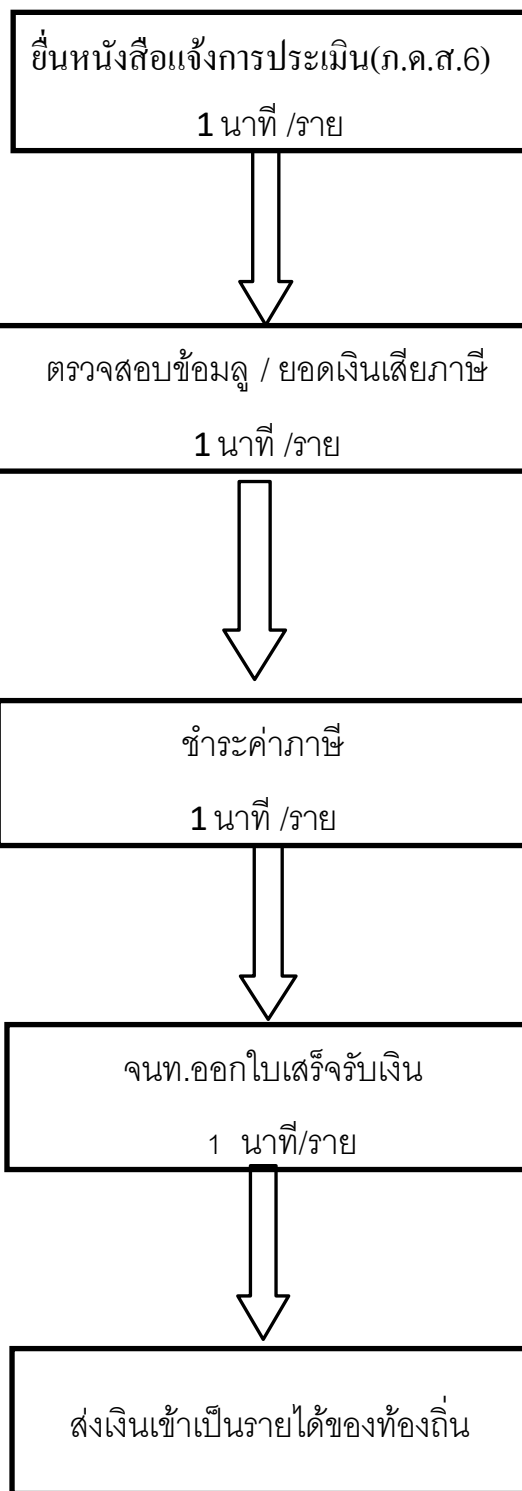 ยื่นหนังสือแจ้งการประเมิน(ภ.ด.ส.6)
1 นาที /ราย
ตรวจสอบข้อมลู / ยอดเงินเสียภาษี
1 นาที /ราย
ชำระค่าภาษี
1 นาที /ราย
จนท.ออกใบเสร็จรับเงิน
1 นาที/ราย
ส่งเงินเข้าเป็นรายได้ของท้องถิ่น